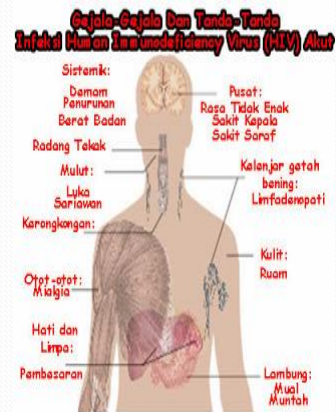 Gejala-Gejala Dan Tanda-Tanda
Infeksi Human Immunodeficiency Virus (HIV) Akut
Sistemik:
Demam
Penurunan
Berat Badan
Radang Tekak
Mulut:
Luka
Sariawan
Karongkongan:
Otot-otot:
Mialgia
Hati dan
Limpa:
Pembesaran
Pusat:
Rasa Tidak Enak
Sakit Kepala
Sakit Saraf
Kelenjar getah
bening:
Limfadenopati
Kulit:
Ruam
Lambung:
Mual
Muntah